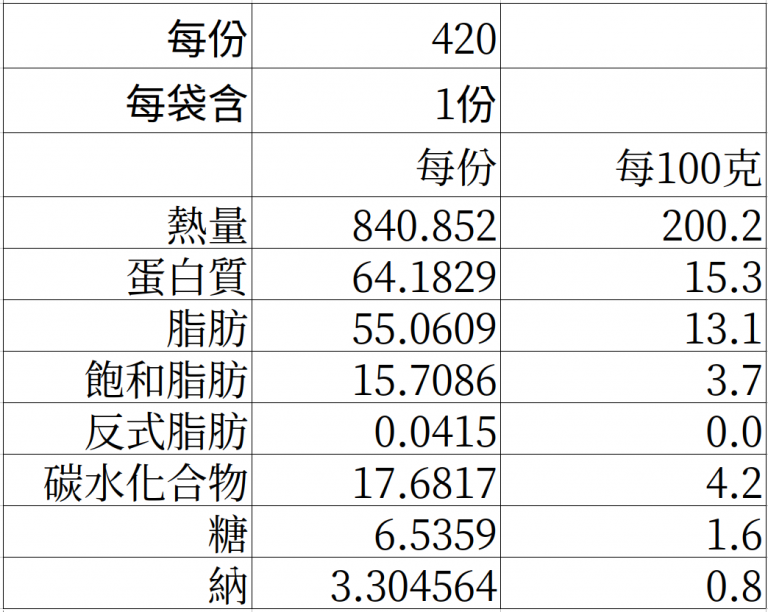 每份 420
每袋含 1份
每份 每100克
熱量 840.852 200.2
蛋白質 64.1829 15.3
脂肪 55.0609 13.1
飽和脂肪 15.7086 3.7
反式脂肪 0.0415 0.0
碳水化合物 17.6817 4.2
糖 6.5359 1.6
納 3.304564 0.8